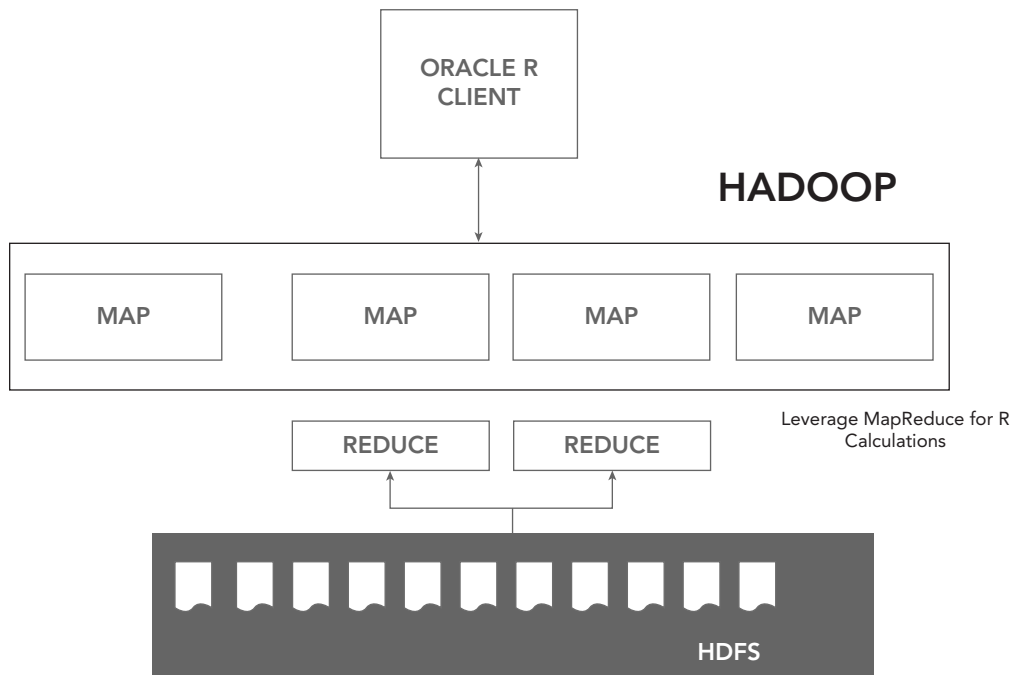 ORACLE R
CLIENT
HADOOP
MAP
MAP
MAP
MAP
Leverage MapReduce for R
Calculations
REDUCE
REDUCE
HDFS